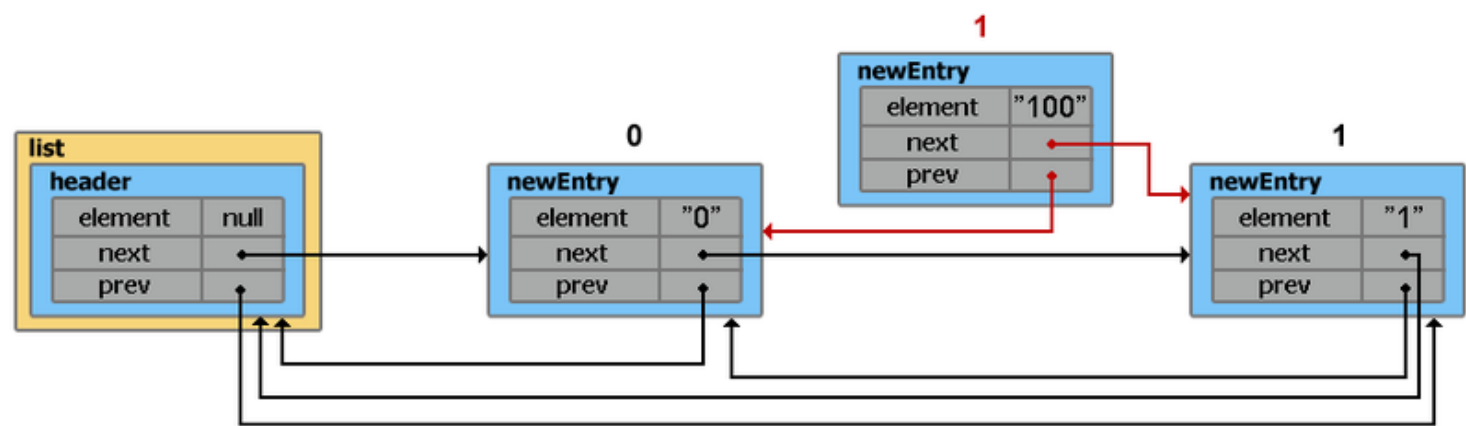 1
newEntry
element ”100”
next
prev
list
header
element null
next
prev
0
newEntry
element ”0”
next
prev
1
newEntry
element ”1”
next
prev